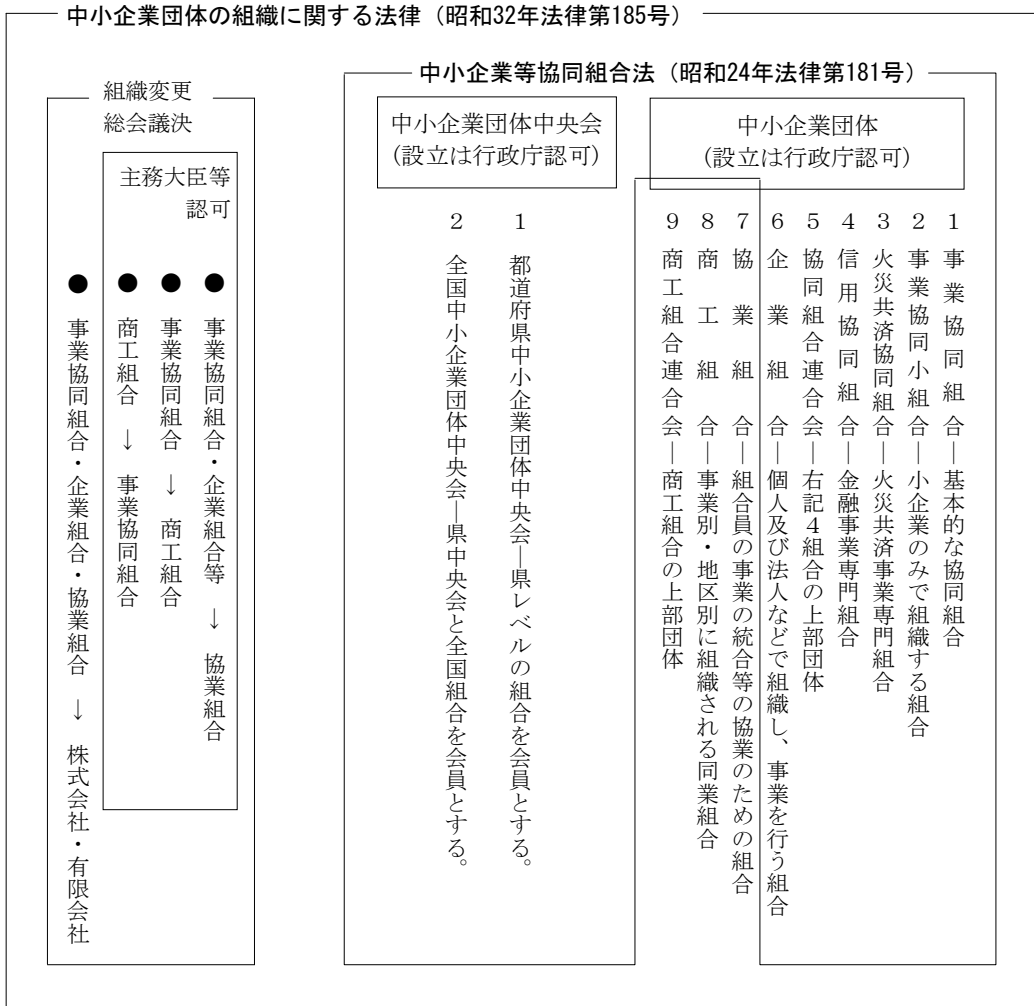 中小企業団体の組織に関する法律（昭和32年法律第185号）
中小企業等協同組合法（昭和24年法律第181号）
中小企業団体
(設立は行政庁認可)
１　事業協同組合―基本的な協同組合
２　事業協同小組合―小企業のみで組織する組合
３　火災共済協同組合―火災共済事業専門組合
４　信用協同組合―金融事業専門組合
５　協同組合連合会―右記４組合の上部団体
６　企業組合―個人及び法人などで組織し、事業を行う組合
７　協業組合―組合員の事業の統合等の協業のための組合
８　商工組合―事業別・地区別に組織される同業組合
９　商工組合連合会―商工組合の上部団体
中小企業団体中央会
(設立は行政庁認可)
１　都道府県中小企業団体中央会―県レベルの組合を会員とする。
２　全国中小企業団体中央会―県中央会と全国組合を会員とする。
組織変更
総会議決
主務大臣等
認可
●　事業協同組合・企業組合等　→　協業組合
●　事業協同組合　→　商工組合
●　商工組合　→　事業協同組合
●　事業協同組合・企業組合・協業組合　→　株式会社・有限会社